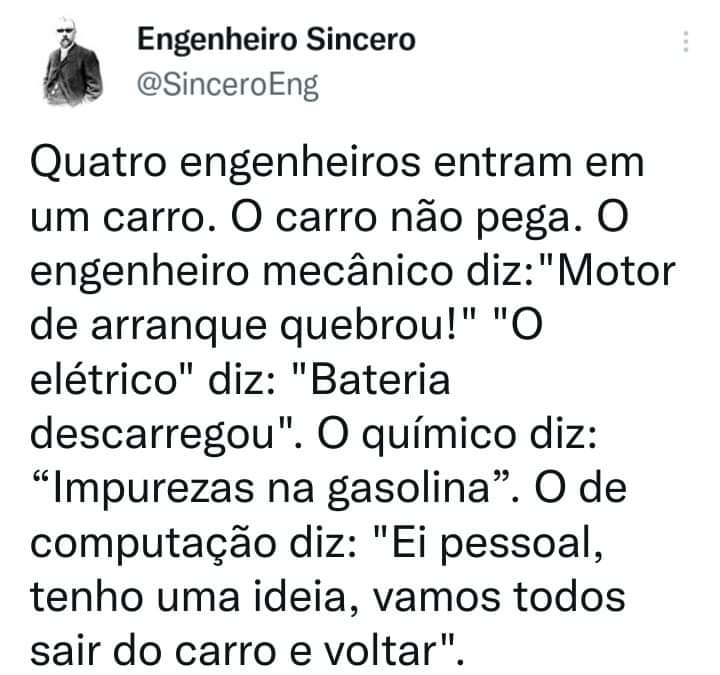 Engenheiro Sincero
@SinceroEng
Quatro engenheiros entram em
um carro. O carro não pega. O
engenheiro mecânico diz:"Motor
de arranque quebrou!" "O
elétrico" diz: "Bateria
descarregou". O químico diz:
“Impurezas na gasolina”. O de
computação diz: "Ei pessoal,
tenho uma ideia, vamos todos
sair do carro e voltar".